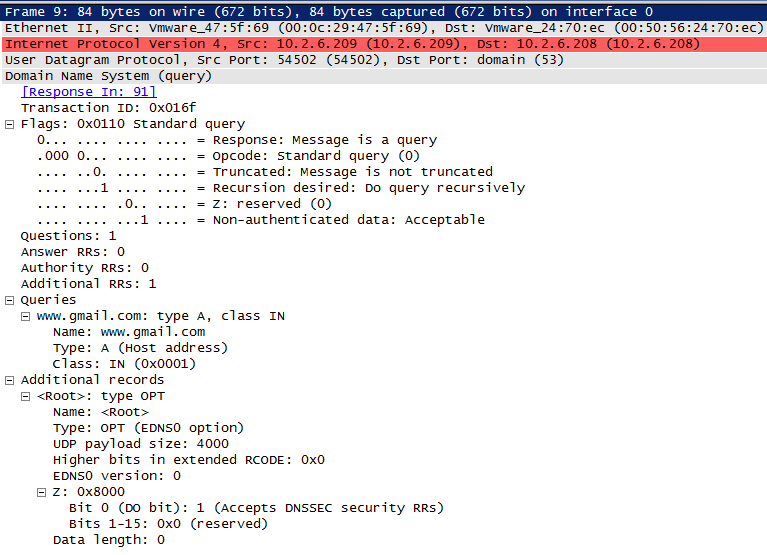 Frame 9: 84 bytes on wire (672 bits), 84 bytes captured (672 bits) on interface 0
Ethernet II, Src: Vmware_47:5f:69 (00:0c:29:47:5f:69), Dst: Vmware_24:70:ec (00:50:56:24:70:ec)
Internet Protocol Version 4, Src: 10.2.6.209 (10.2.6.209), Dst: 10.2.6.208 (10.2.6.208)
User Datagram Protocol, Src Port: 54502 (54502), Dst Port: domain (53)
Domain Name System (query)
[Response In: 91]
Transaction ID: 0x016f
Flags: 0x0110 Standard query
0... .... .... .... = Response: Message is a query
.000 0... .... .... = Opcode: Standard query (0)
.... ..0. .... .... = Truncated: Message is not truncated
.... ...1 .... .... = Recursion desired: Do query recursively
.... .... .0.. .... = Z: reserved (0)
.... .... ...1 .... = Non-authenticated data: Acceptable
Questions: 1
Answer RRs: 0
Authority RRs: 0
Additional RRs: 1
Queries
www.gmail.com: type A, class IN
Name: www.gmail.com
Type: A (Host address)
Class: IN (0x0001)
Additional records
<Root>: type OPT
Name: <Root>
Type: OPT (EDNS0 option)
UDP payload size: 4000
Higher bits in extended RCODE: 0x0
EDNS0 version: 0
Z: 0x8000
Bit 0 (DO bit): 1 (Accepts DNSSEC security RRs)
Bits 1-15: 0x0 (reserved)
Data length: 0